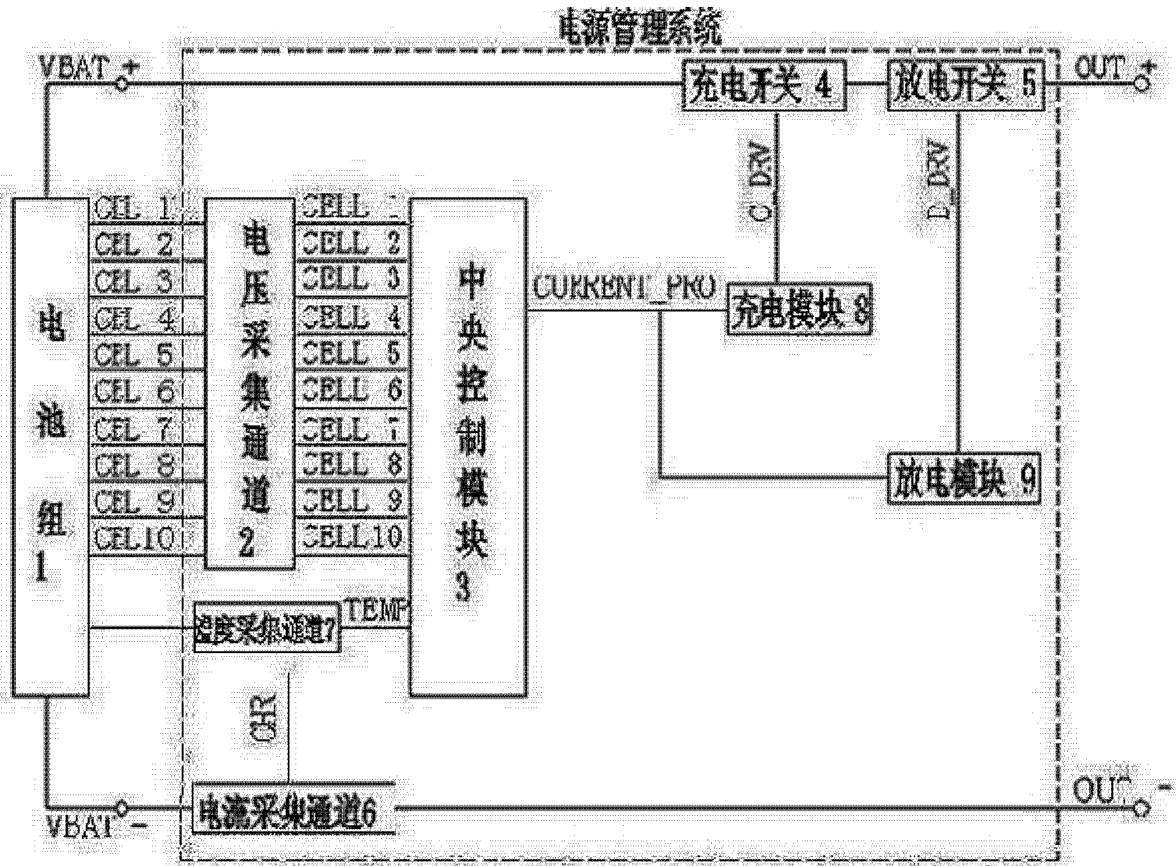 电源管理系统
VBAT +
充电开关 4
放电开关 5
OUT +
C_DRV
D_DRV
电池组1
CEL 1
CEL 2
CEL 3
CEL 4
CEL 5
CEL 6
CEL 7
CEL 8
CEL 9
CEL10
电压采集通道2
CELL
CELL 2
CELL 3
CELL 4
CELL 5
CELL 6
CELL 7
CELL 8
CELL 9
CELL10
中央控制模块3
CURRENT_PRO
充电模块 8
放电模块 9
温度采集通道7
TEMP
CHR
电流采集通道6
VBAT -
OU -